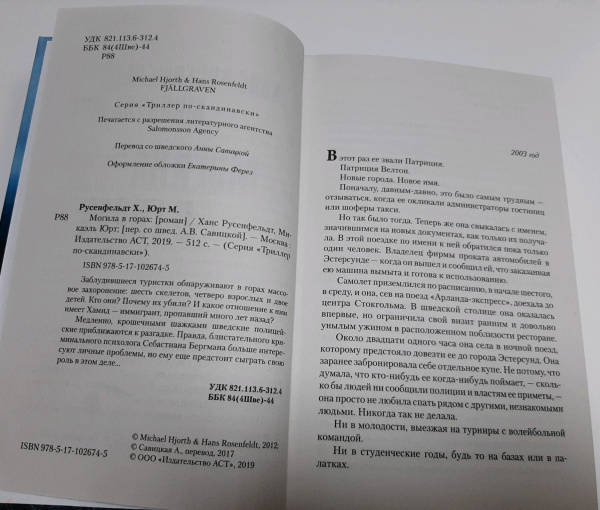 УДК 821.113.6-312.4
ББК 84(4Шве)-44
Р88
Michael Hjorth & Hans Rosenfeldt
FJÄLLGRAVEN
Серия «Триллер по-скандинавски»
Печатается с разрешения литературного агентства
Salomonsson Agency
Перевод со шведского Анны Савицкой
Оформление обложки Екатерины Ферез
Русенфельдт Х., Юрт М.
Р88 Могила в горах: [роман] / Ханс Русенфельдт, Ми-
каэль Юрт; [пер. со швед. А.В. Савицкой]. — Москва :
Издательство АСТ, 2019. — 512 с. — (Серия «Триллер
по-скандинавски»).
ISBN 978-5-17-102674-5
Заблудившиеся туристки обнаруживают в горах массо-
вое захоронение: шесть скелетов, четверо взрослых и двое
детей. Кто они? Почему их убили? И какое отношение к ним
имеет Хамид — иммигрант, пропавший много лет назад?
Медленно, крошечными шажками шведские полицей-
ские приближаются к разгадке. Правда, блистательного кри-
минального психолога Себастиана Бергмана больше интере-
суют личные проблемы, но ему еще предстоит сыграть свою
роль в этом деле...
УДК 821.113.6-312.4
ББК 84(4Шве)-44
© Michael Hjorth & Hans Rosenfeldt, 2012;
© Савицкая А., перевод, 2017
ISBN 978-5-17-102674-5 © ООО «Издательство АСТ», 2019
2003 год
В этот раз ее звали Патриция.
Патриция Велтон.
Новые города. Новое имя.
Поначалу, давным-давно, это было самым трудным —
отзываться, когда ее окликали администраторы гостиниц
или шоферы такси.
Но так было тогда. Теперь же она свыкалась с именем,
значившимся на новых документах, как только их получа-
ла. В этой поездке по имени к ней обратился пока только
один человек. Владелец фирмы проката автомобилей в
Эстерсунде — когда он вышел и сообщил ей, что заказанная
ею машина вымыта и готова к использованию.
Самолет приземлился по расписанию, в начале шестого,
в среду, и она, сев на поезд «Арланда-экспресс», доехала до
центра Стокгольма. В шведской столице она оказалась
впервые, но ограничила свой визит ранним и довольно
унылым ужином в расположенном поблизости ресторане.
Около двадцати одного часа она села в ночной поезд,
которому предстояло довезти ее до города Эстерсунд. Она
заранее забронировала себе отдельное купе. Не потому, что
думала, что кто-нибудь ее когда-нибудь поймает, — сколь-
ко бы людей ни сообщили полиции и властям ее приметы, —
она просто не любила спать рядом с другими, незнакомыми
людьми. Никогда так не делала.
Ни в молодости, выезжая на турниры с волейбольной
командой.
Ни в студенческие годы, будь то на базах или в па-
латках.